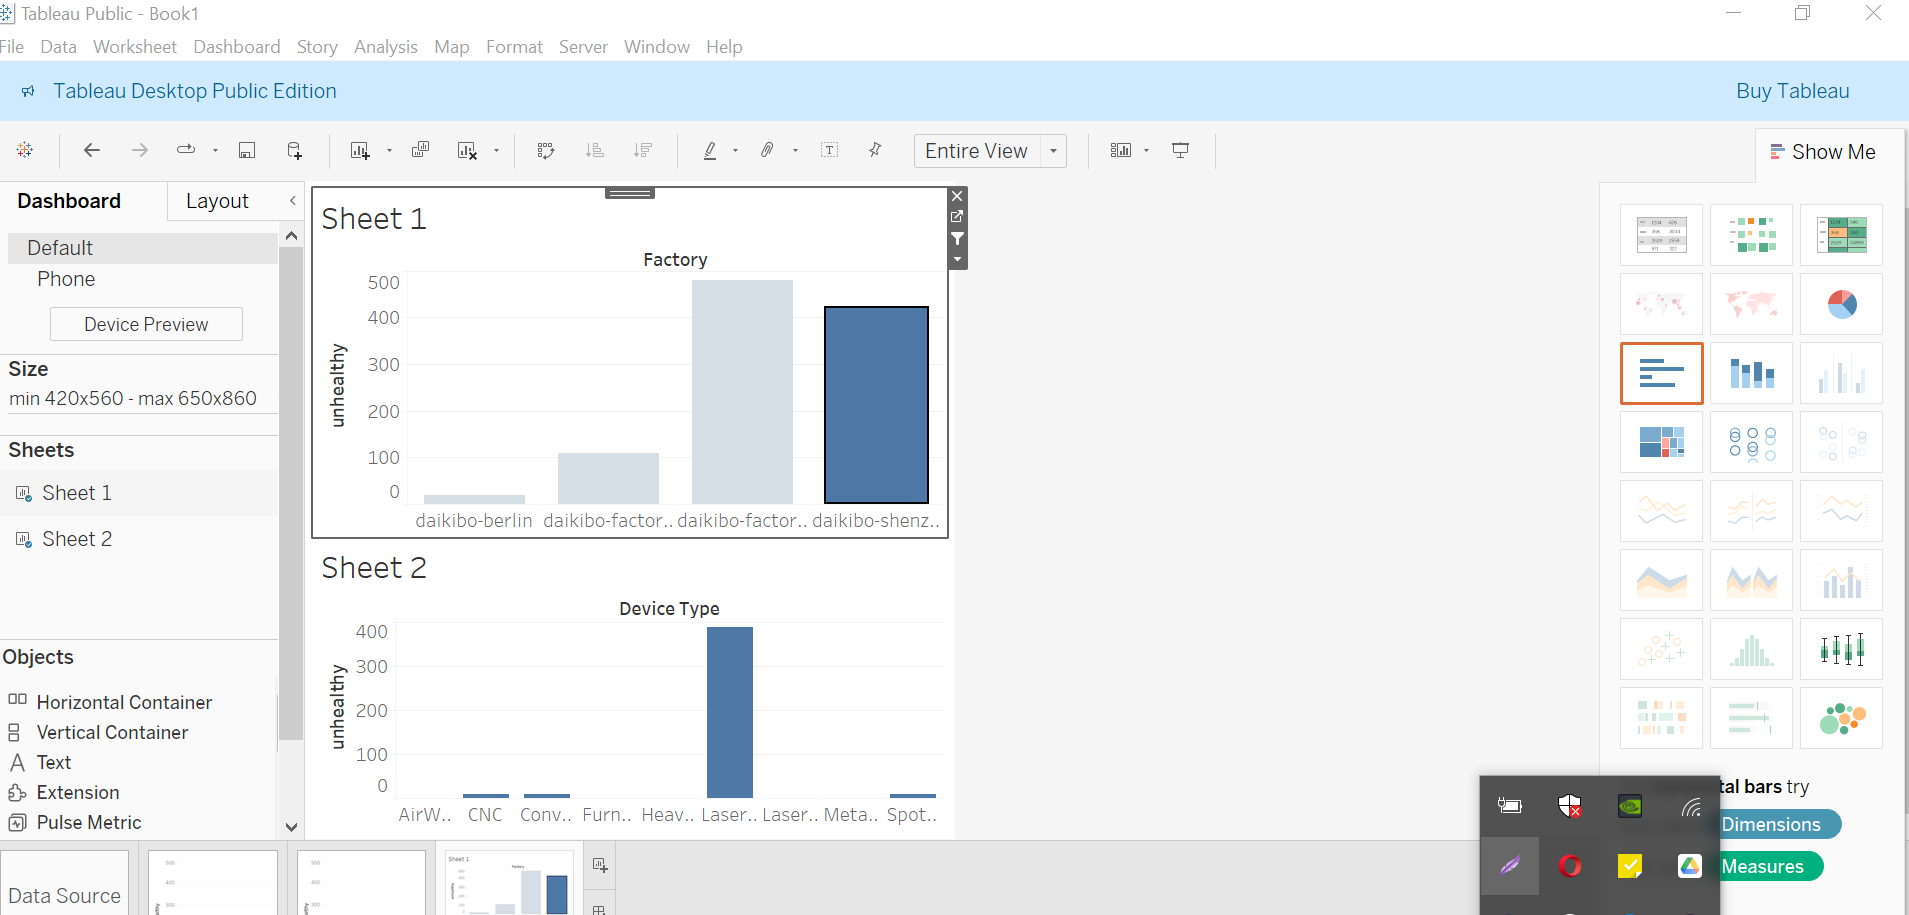 Tableau Public - Book1
File Data Worksheet Dashboard Story Analysis Map Format Server Window Help
Tableau Desktop Public Edition
Buy Tableau
Entire View
Show Me
Dashboard
Layout
Default
Phone
Device Preview
Size
min 420x560 - max 650x860
Sheets
Sheet 1
Sheet 2
Objects
Horizontal Container
Vertical Container
Text
Extension
Pulse Metric
Sheet 1
Factory
unhealthy
500
400
300
200
100
0
daikibo-berlin daikibo-factor.. daikibo-factor.. daikibo-shenz..
Sheet 2
Device Type
unhealthy
400
300
200
100
0
AirW.. CNC Conv.. Furn.. Heav.. Laser.. Laser.. Meta.. Spot..
tal bars try
Dimensions
Measures
Data Source
Sheet 1
Factory